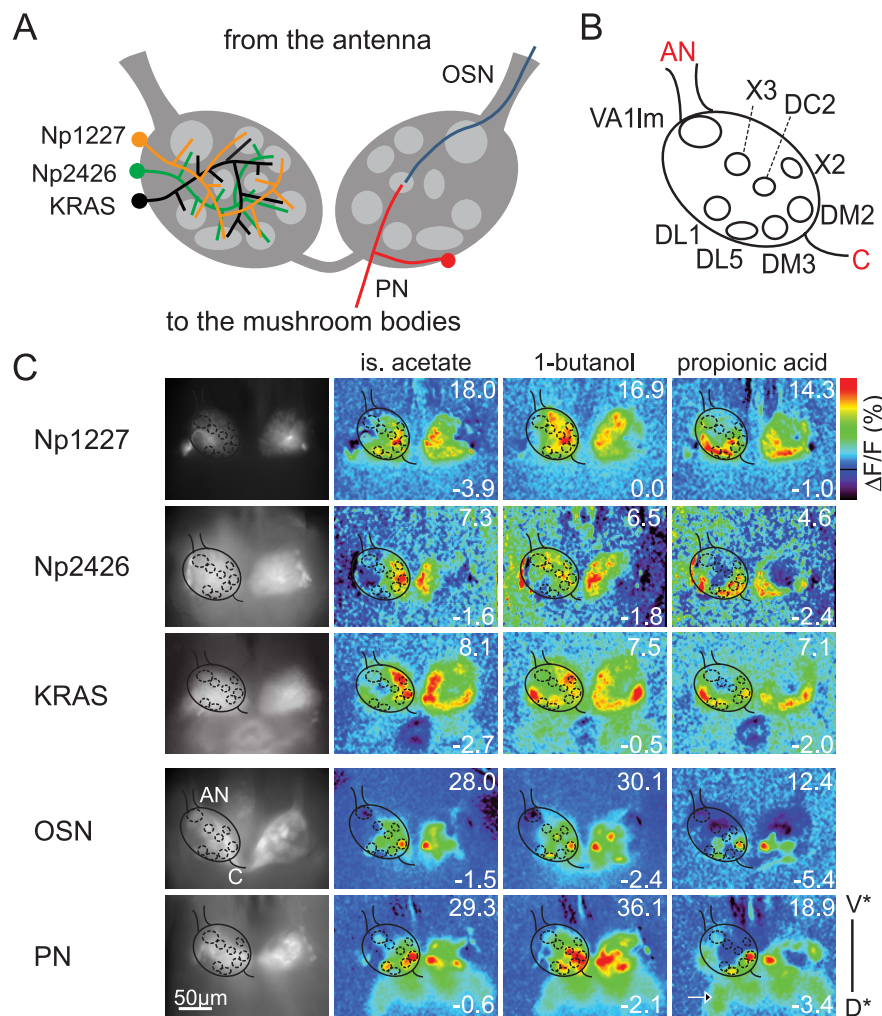 A
from the antenna
OSN
Np1227
Np2426
KRAS
PN
to the mushroom bodies
B
AN
X3
DC2
VA1lm
X2
DM2
DL1
DL5
DM3
C
C
is. acetate
1-butanol
propionic acid
Np1227
18.0
-3.9
16.9
0.0
14.3
-1.0
ΔF/F (%)
Np2426
7.3
-1.6
6.5
-1.8
4.6
-2.4
KRAS
8.1
-2.7
7.5
-0.5
7.1
-2.0
OSN
AN
C
28.0
-1.5
30.1
-2.4
12.4
-5.4
PN
50µm
29.3
-0.6
36.1
-2.1
18.9
-3.4
V*
D*